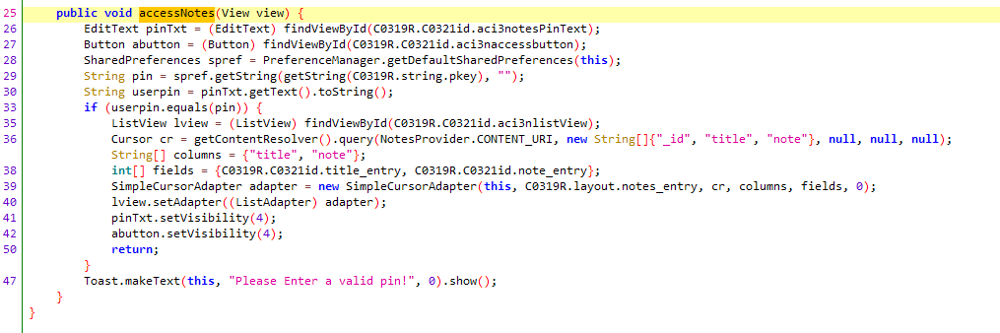 25 public void accessNotes(View view) {
26 EditText pinTxt = (EditText) findViewById(C0319R.C0321id.aci3notesPinText);
27 Button abutton = (Button) findViewById(C0319R.C0321id.aci3naccessbutton);
28 SharedPreferences spref = PreferenceManager.getDefaultSharedPreferences(this);
29 String pin = spref.getString(getString(C0319R.string.pkey), "");
30 String userpin = pinTxt.getText().toString();
33 if (userpin.equals(pin)) {
35 ListView lview = (ListView) findViewById(C0319R.C0321id.aci3nlistView);
36 Cursor cr = getContentResolver().query(NotesProvider.CONTENT_URI, new String[]{"_id", "title", "note"}, null, null, null);
String[] columns = {"title", "note"};
38 int[] fields = {C0319R.C0321id.title_entry, C0319R.C0321id.note_entry};
39 SimpleCursorAdapter adapter = new SimpleCursorAdapter(this, C0319R.layout.notes_entry, cr, columns, fields, 0);
40 lview.setAdapter((ListAdapter) adapter);
41 pinTxt.setVisibility(4);
42 abutton.setVisibility(4);
50 return;
}
47 Toast.makeText(this, "Please Enter a valid pin!", 0).show();
}
}